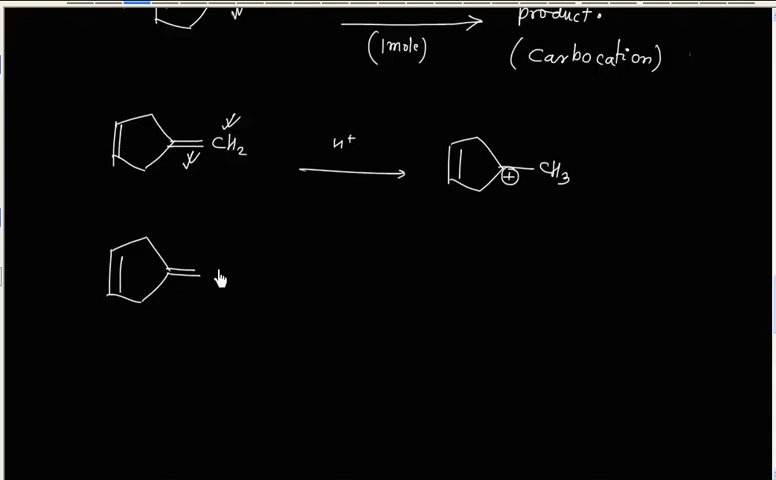 product.
(1mole)
(Carbocation)
CH2
H+
CH3
+